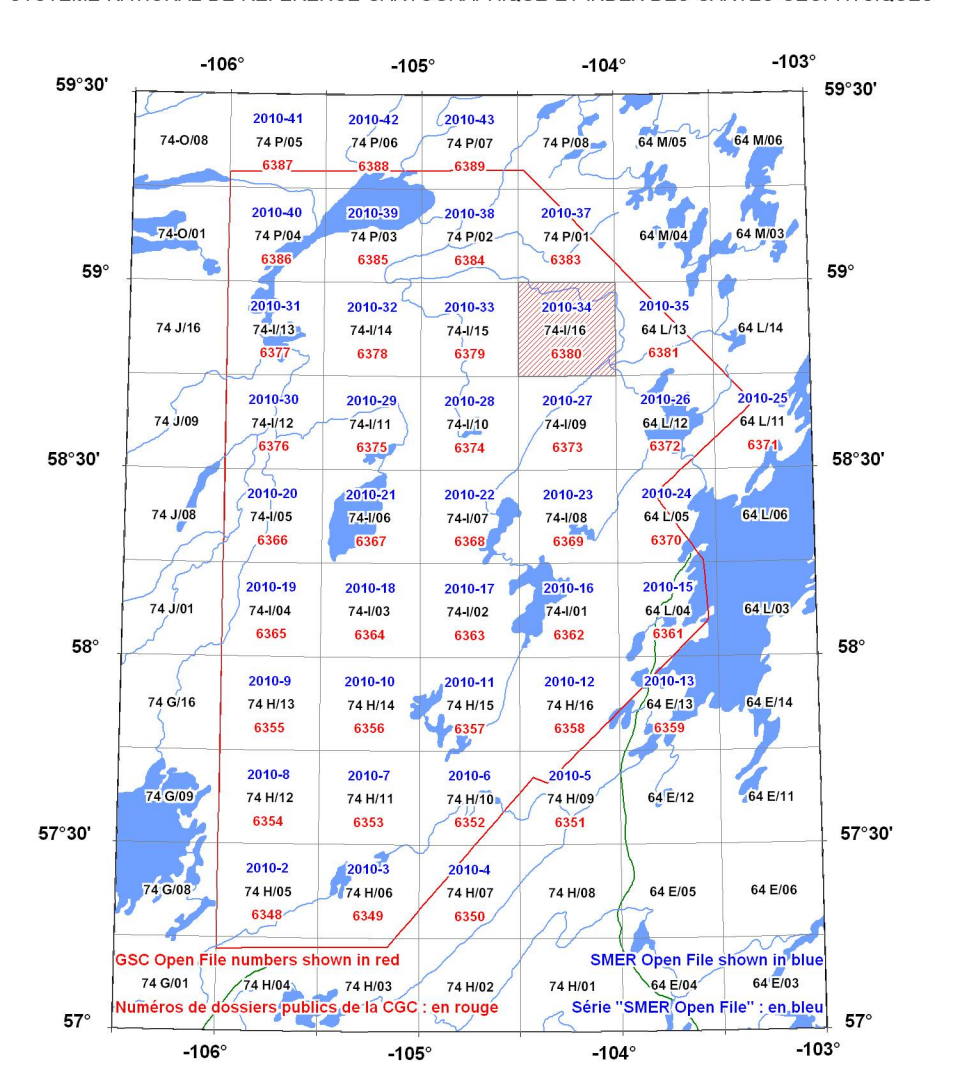 -106° -105° -104° -103°
59°30' 59°30'
2010-41 2010-42 2010-43
74-O/08 74 P/05 74 P/06 74 P/07 74 P/08 64 M/05 64 M/06
6387 6388 6389
2010-40 2010-39 2010-38 2010-37
74-O/01 74 P/04 74 P/03 74 P/02 74 P/01 64 M/04 64 M/03
6386 6385 6384 6383
59° 59°
2010-31 2010-32 2010-33 2010-34 2010-35
74 J/16 74-I/13 74-I/14 74-I/15 74-I/16 64 L/13 64 L/14
6377 6378 6379 6380 6381
2010-30 2010-29 2010-28 2010-27 2010-26 2010-25
74 J/09 74-I/12 74-I/11 74-I/10 74-I/09 64 L/12 64 L/11
6376 6375 6374 6373 6372 6371
58°30' 58°30'
2010-20 2010-21 2010-22 2010-23 2010-24
74 J/08 74-I/05 74-I/06 74-I/07 74-I/08 64 L/05 64 L/06
6366 6367 6368 6369 6370
2010-19 2010-18 2010-17 2010-16 2010-15
74 J/01 74-I/04 74-I/03 74-I/02 74-I/01 64 L/04 64 L/03
6365 6364 6363 6362 6361
58° 58°
2010-9 2010-10 2010-11 2010-12 2010-13
74 G/16 74 H/13 74 H/14 74 H/15 74 H/16 64 E/13 64 E/14
6355 6356 6357 6358 6359
2010-8 2010-7 2010-6 2010-5
74 G/09 74 H/12 74 H/11 74 H/10 74 H/09 64 E/12 64 E/11
6354 6353 6352 6351
57°30' 57°30'
2010-2 2010-3 2010-4
74 G/08 74 H/05 74 H/06 74 H/07 74 H/08 64 E/05 64 E/06
6348 6349 6350
GSC Open File numbers shown in red SMER Open File shown in blue
74 G/01 74 H/04 74 H/03 74 H/02 74 H/01 64 E/04 64 E/03
Numéros de dossiers publics de la CGC : en rouge Série "SMER Open File" : en bleu
57° 57°
-106° -105° -104° -103°